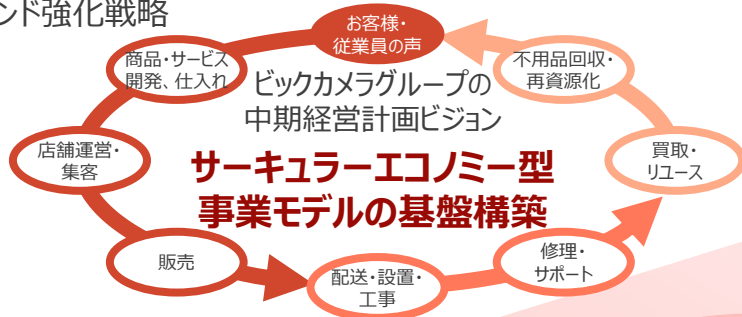 ンド強化戦略
お客様・
従業員の声
商品・サービス
開発、仕入れ
不用品回収・
再資源化
ビックカメラグループの
中期経営計画ビジョン
店舗運営・
集客
サーキュラーエコノミー型
事業モデルの基盤構築
買取・
リユース
販売
配送・設置・
工事
修理・
サポート